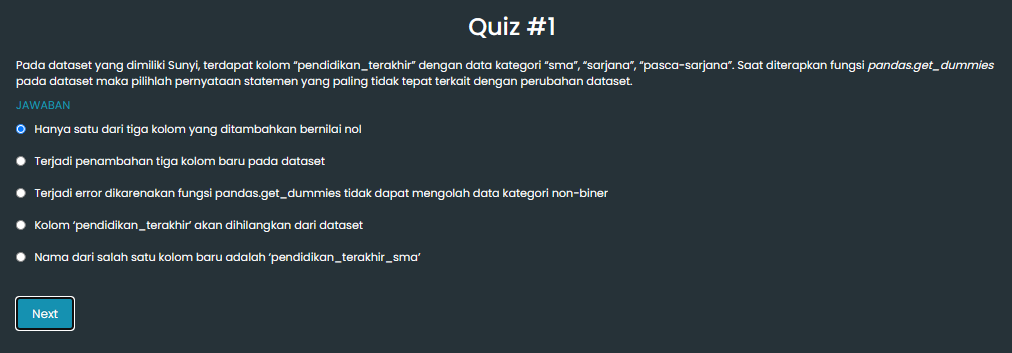 Quiz #1
Pada dataset yang dimiliki Sunyi, terdapat kolom “pendidikan_terakhir” dengan data kategori “sma”, “sarjana”, “pasca-sarjana”. Saat diterapkan fungsi pandas.get_dummies
pada dataset maka pilihlah pernyataan statemen yang paling tidak tepat terkait dengan perubahan dataset.
JAWABAN
Hanya satu dari tiga kolom yang ditambahkan bernilai nol
Terjadi penambahan tiga kolom baru pada dataset
Terjadi error dikarenakan fungsi pandas.get_dummies tidak dapat mengolah data kategori non-biner
Kolom ‘pendidikan_terakhir’ akan dihilangkan dari dataset
Nama dari salah satu kolom baru adalah ‘pendidikan_terakhir_sma’
Next